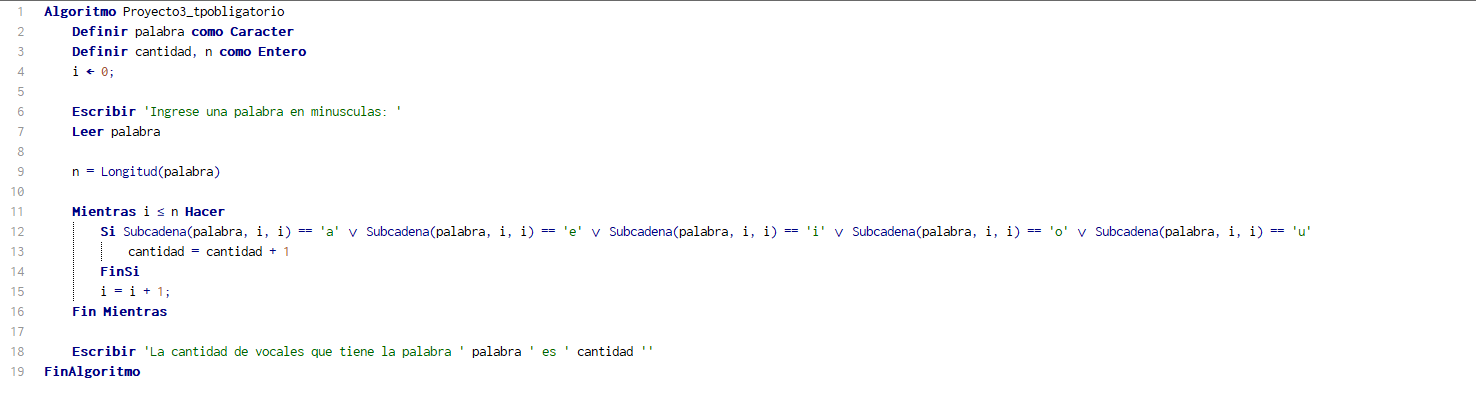 1 Algoritmo Proyecto3_tpobligatorio
2 Definir palabra como Caracter
3 Definir cantidad, n como Entero
4 i ← 0;
5
6 Escribir 'Ingrese una palabra en minusculas: '
7 Leer palabra
8
9 n = Longitud(palabra)
10
11 Mientras i ≤ n Hacer
12 Si Subcadena(palabra, i, i) == 'a' ∨ Subcadena(palabra, i, i) == 'e' ∨ Subcadena(palabra, i, i) == 'i' ∨ Subcadena(palabra, i, i) == 'o' ∨ Subcadena(palabra, i, i) == 'u'
13 cantidad = cantidad + 1
14 FinSi
15 i = i + 1;
16 Fin Mientras
17
18 Escribir 'La cantidad de vocales que tiene la palabra ' palabra ' es ' cantidad ''
19 FinAlgoritmo